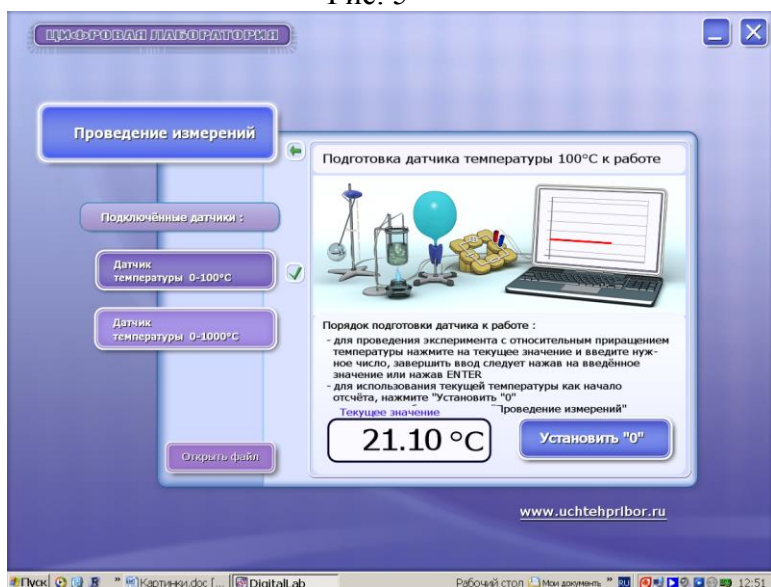 Рис. 5
ЦИФРОВАЯ ЛАБОРАТОРИЯ
Проведение измерений
Подготовка датчика температуры 100°C к работе
Подключённые датчики :
Датчик
температуры 0-100°C
Датчик
температуры 0-1000°C
Порядок подготовки датчика к работе :
- для проведения эксперимента с относительным приращением
температуры нажмите на текущее значение и введите нуж-
ное число, завершить ввод следует нажав на введённое
значение или нажав ENTER
- для использования текущей температуры как начало
отсчёта, нажмите "Установить "0"
"Проведение измерений"
Текущее значение
21.10 °C
Установить "0"
Открыть файл
www.uchtehpribor.ru
Пуск
Картинки.doc [...
DigitalLab
Рабочий стол
Мои документы
»
RU
12:51